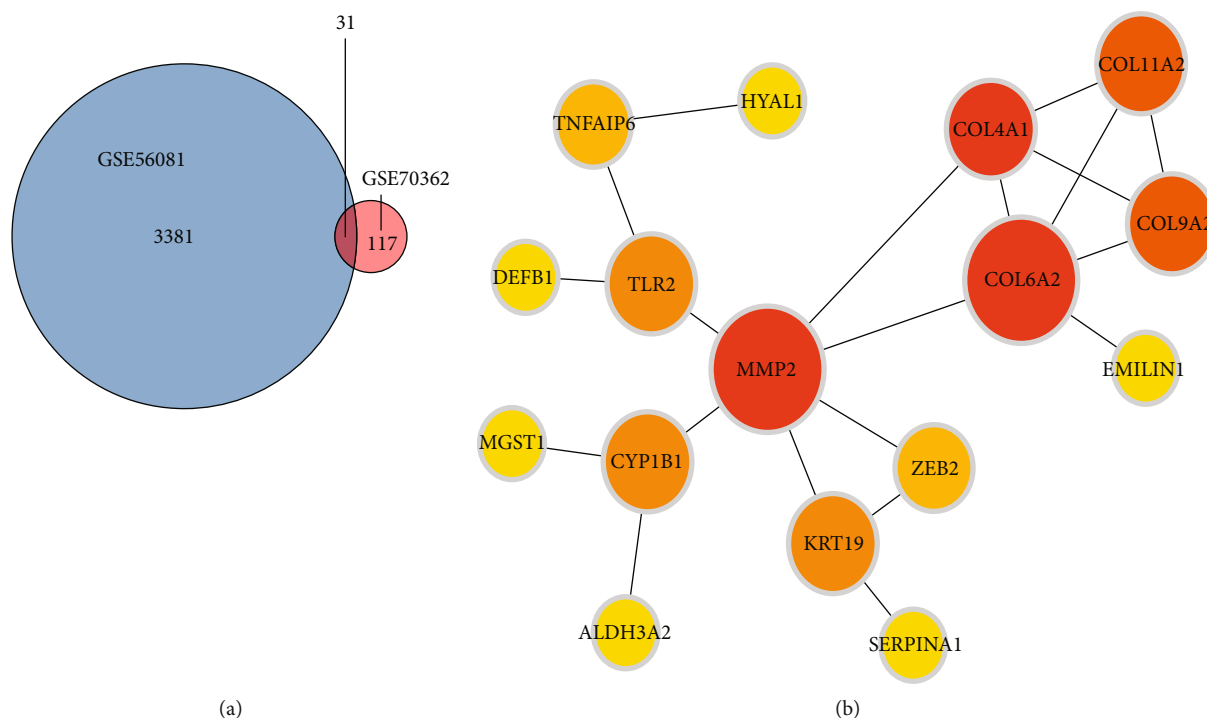 31
GSE56081
GSE70362
3381
117
(a)
COL11A2
HYAL1
TNFAIP6
COL4A1
COL9A2
DEFB1
TLR2
COL6A2
MMP2
EMILIN1
MGST1
CYP1B1
ZEB2
KRT19
ALDH3A2
SERPINA1
(b)